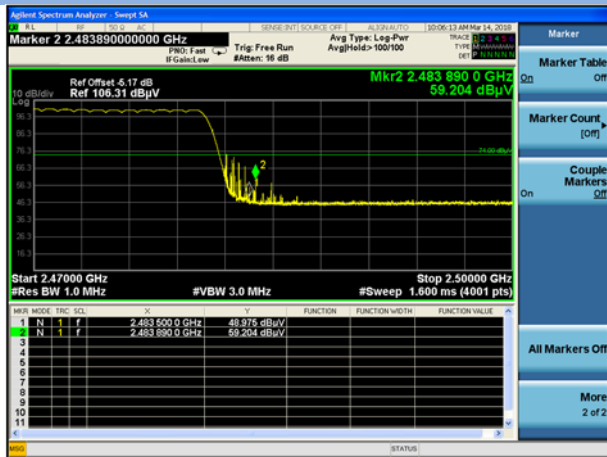 Agilent Spectrum Analyzer - Swept SA
RL RF 50 Ω AC SENSE:INT SOURCE OFF ALIGN AUTO 10:06:13 AM Mar 14, 2018
Marker 2 2.483890000000 GHz
PNO: Fast
IFGain:Low
Trig: Free Run
#Atten: 16 dB
Avg Type: Log-Pwr
Avg|Hold>100/100
TRACE 1 2 3 4 5 6
TYPE
DET P N N N N N
Marker
Ref Offset -5.17 dB
10 dB/div Ref 106.31 dBµV
Log
Mkr2 2.483 890 GHz
59.204 dBµV
96.3
86.3
76.3
74.00 dBµV
66.3
56.3
46.3
36.3
26.3
16.3
2
Start 2.47000 GHz
Stop 2.50000 GHz
#Res BW 1.0 MHz
#VBW 3.0 MHz
#Sweep 1.600 ms (4001 pts)
MKR MODE TRC SCL X Y FUNCTION FUNCTION WIDTH FUNCTION VALUE
1 N 1 f 2.483 500 0 GHz 48.975 dBµV
2 N 1 f 2.483 890 0 GHz 59.204 dBµV
3
4
5
6
7
8
9
10
11
MSG
STATUS
Marker Table
On Off
Marker Count
[Off]
Couple
Markers
On Off
All Markers Off
More
2 of 2